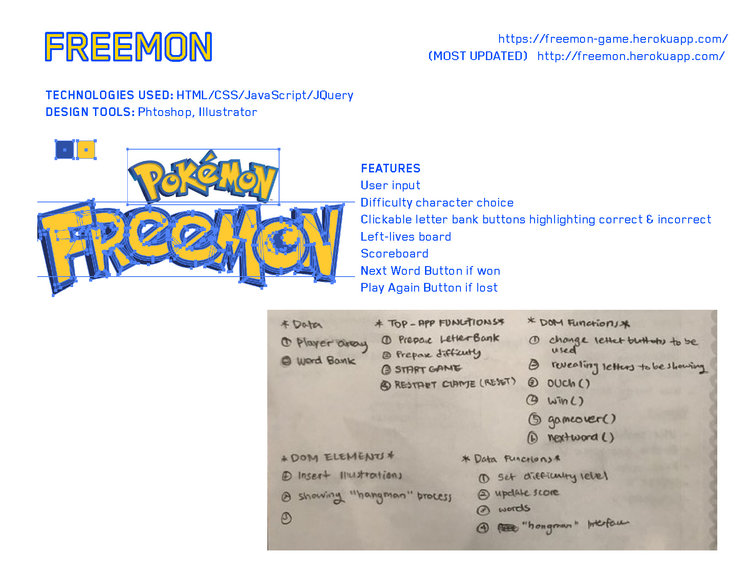 FREEMON
https://freemon-game.herokuapp.com/
(MOST UPDATED) http://freemon.herokuapp.com/
TECHNOLOGIES USED: HTML/CSS/JavaScript/JQuery
DESIGN TOOLS: Phtoshop, Illustrator
POKéMON
FREEMON
FEATURES
User input
Difficulty character choice
Clickable letter bank buttons highlighting correct & incorrect
Left-lives board
Scoreboard
Next Word Button if won
Play Again Button if lost
* Data
① Player array
② Word Bank
* TOP-APP FUNCTIONS *
① Prepare LetterBank
② Prepare difficulty
③ START GAME
④ RESTART GAME (RESET)
* DOM Functions *
① change letter buttons to be
used
② revealing letters to be showing
③ OUCH()
④ win()
⑤ gameover()
⑥ nextword()
* DOM ELEMENTS *
① Insert Illustrations
② showing "hangman" process
③
* Data Functions *
① Set difficulty level
② update score
③ words
④ "hangman" Interface